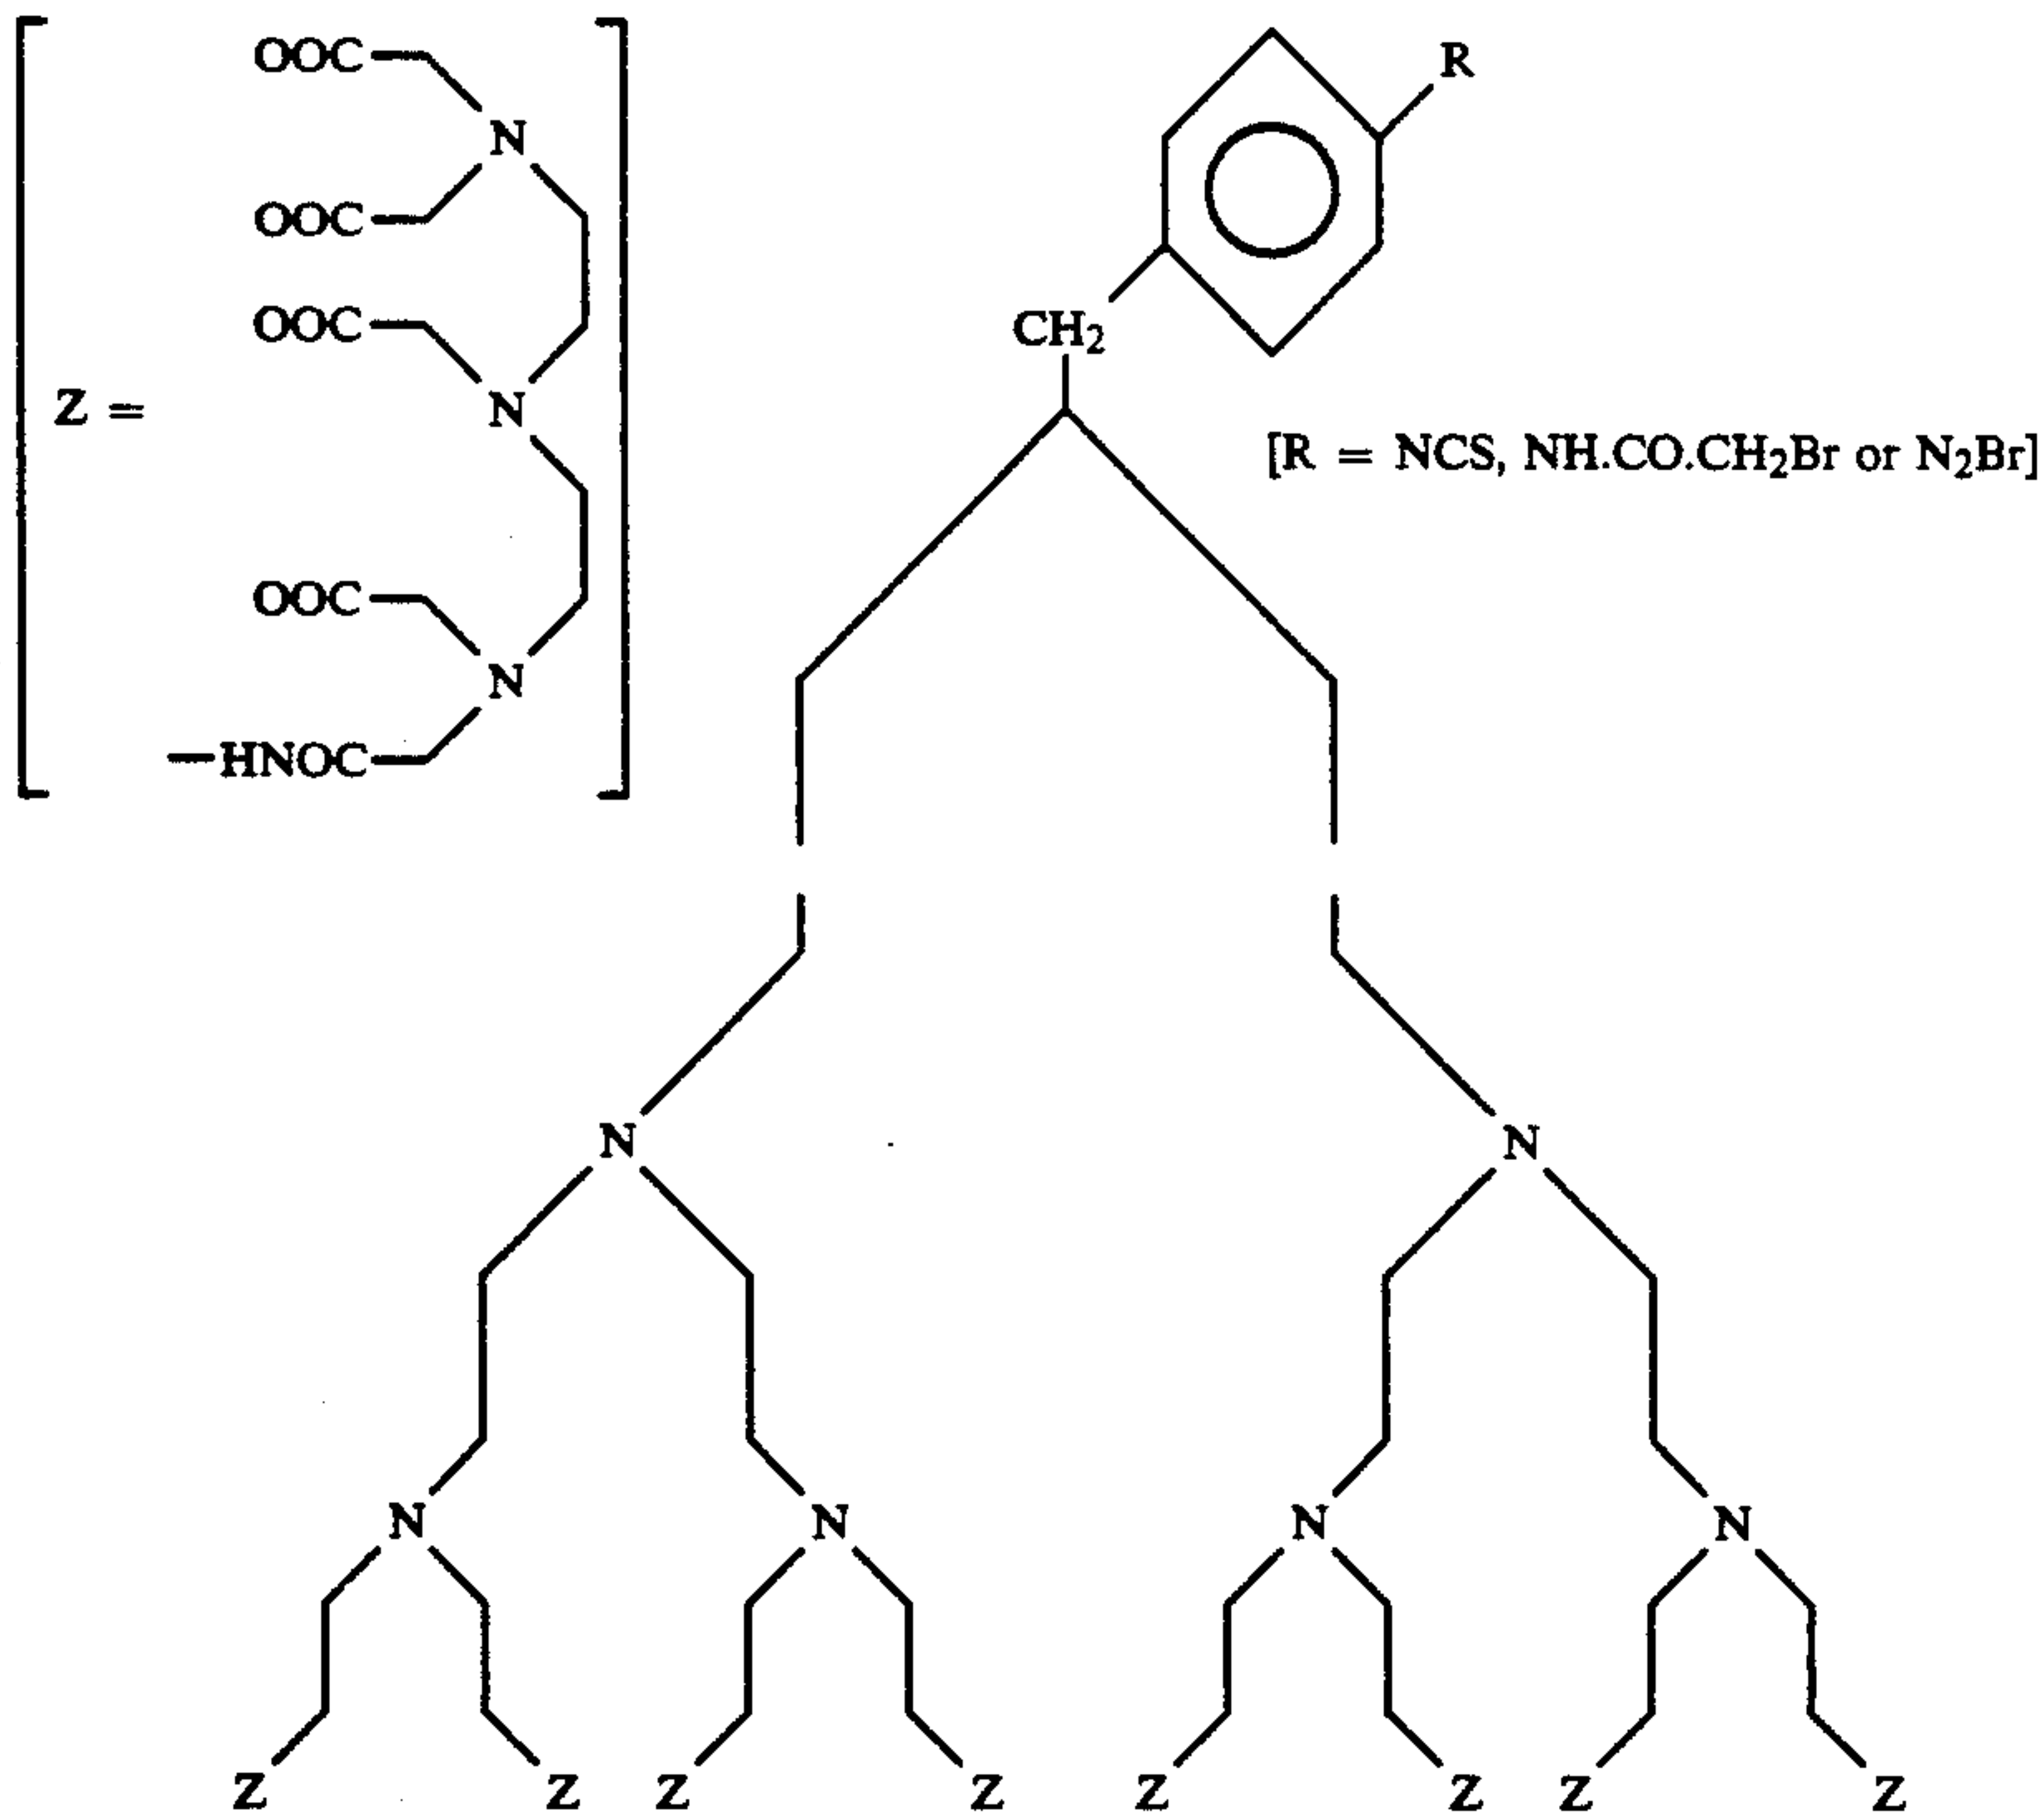 OOC
R
N
OOC
OOC
CH2
Z =
N
[R = NCS, NH.CO.CH2Br or N2Br]
OOC
N
—HNOC
N N
N N N N
Z Z Z Z Z Z Z Z